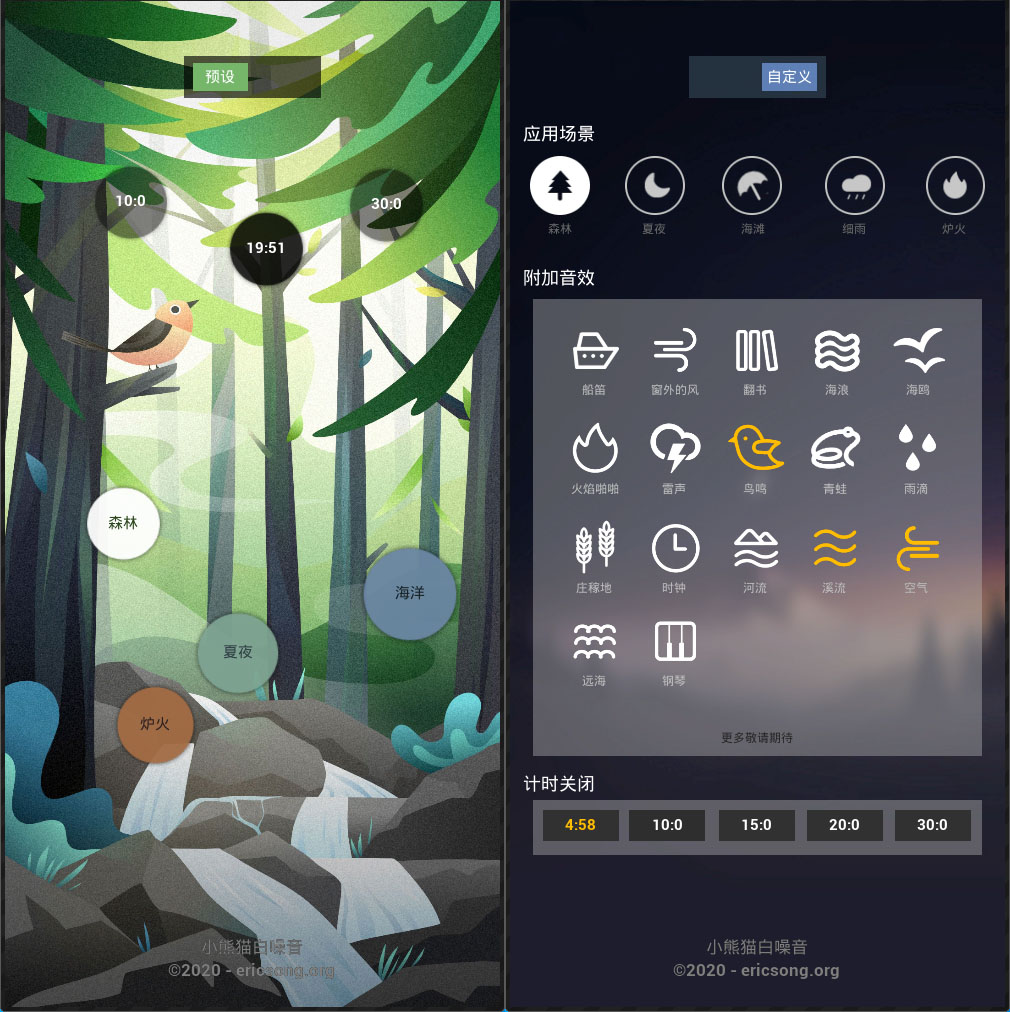 预设
10:0
30:0
19:51
森林
海洋
夏夜
炉火
小熊猫白噪音
©2020 - ericsong.org
自定义
应用场景
森林 夏夜 海滩 细雨 炉火
附加音效
船笛 窗外的风 翻书 海浪 海鸥
火焰啪啪 雷声 鸟鸣 青蛙 雨滴
庄稼地 时钟 河流 溪流 空气
远海 钢琴
更多敬请期待
计时关闭
4:58 10:0 15:0 20:0 30:0
小熊猫白噪音
©2020 - ericsong.org